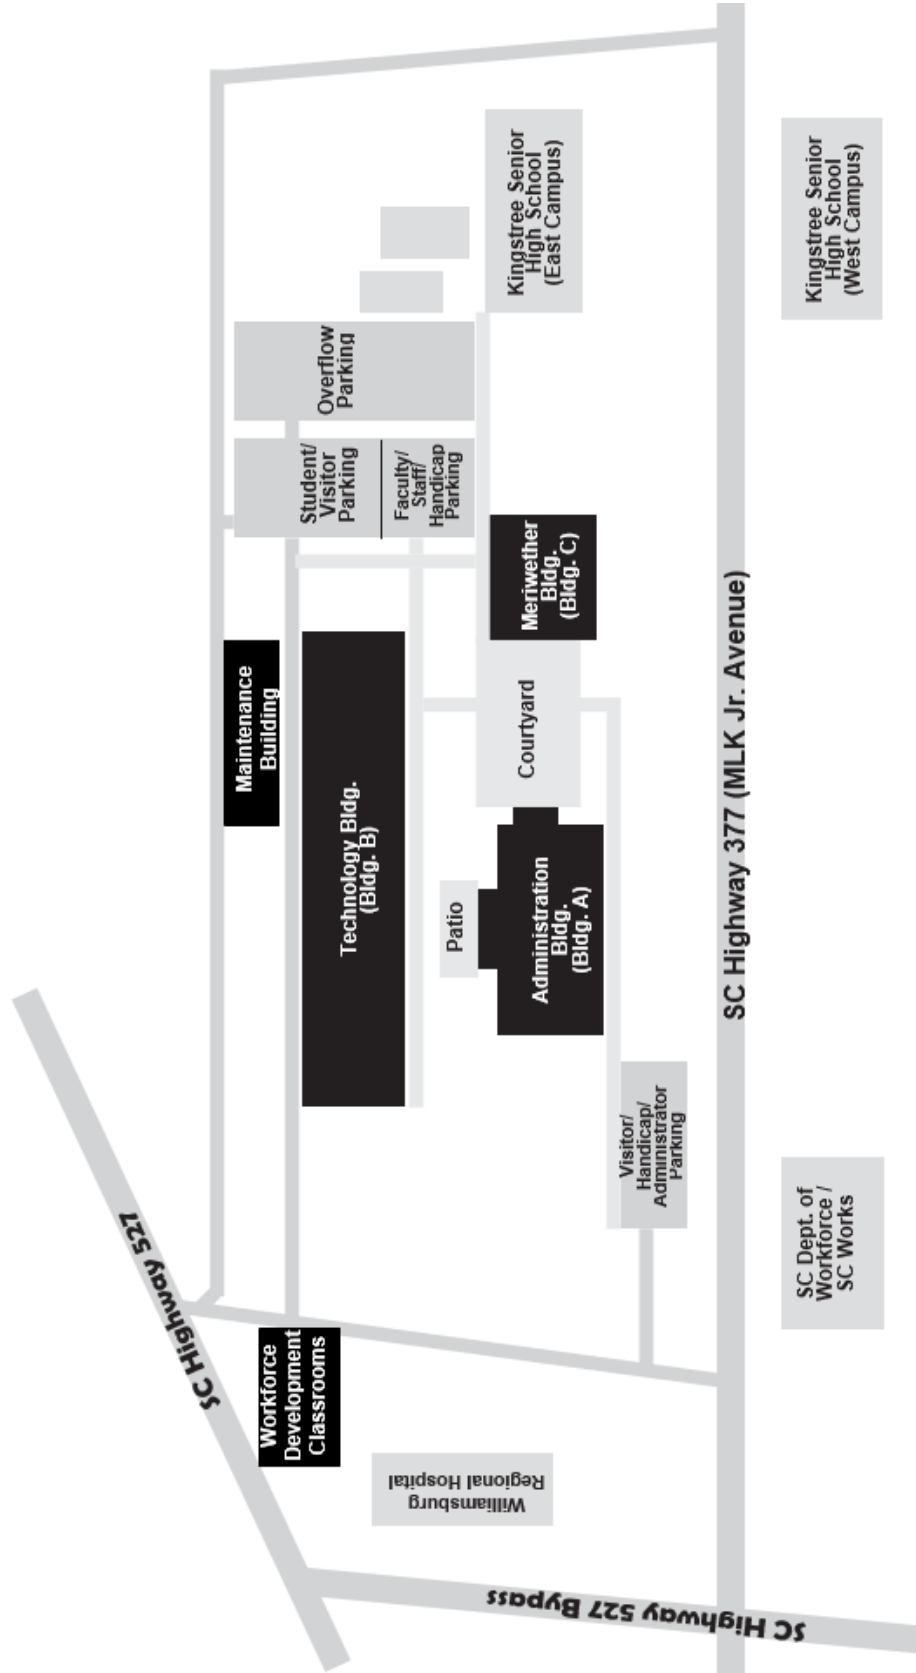 SC Highway 527
Workforce
Development
Classrooms
Williamsburg
Regional Hospital
SC Highway 527 Bypass
Maintenance
Building
Technology Bldg.
(Bldg. B)
Student/
Visitor
Parking
Faculty/
Staff/
Handicap
Parking
Overflow
Parking
Patio
Administration
Bldg.
(Bldg. A)
Courtyard
Meriwether
Bldg.
(Bldg. C)
Kingstree Senior
High School
(East Campus)
Visitor/
Handicap/
Administrator
Parking
SC Highway 377 (MLK Jr. Avenue)
SC Dept. of
Workforce /
SC Works
Kingstree Senior
High School
(West Campus)